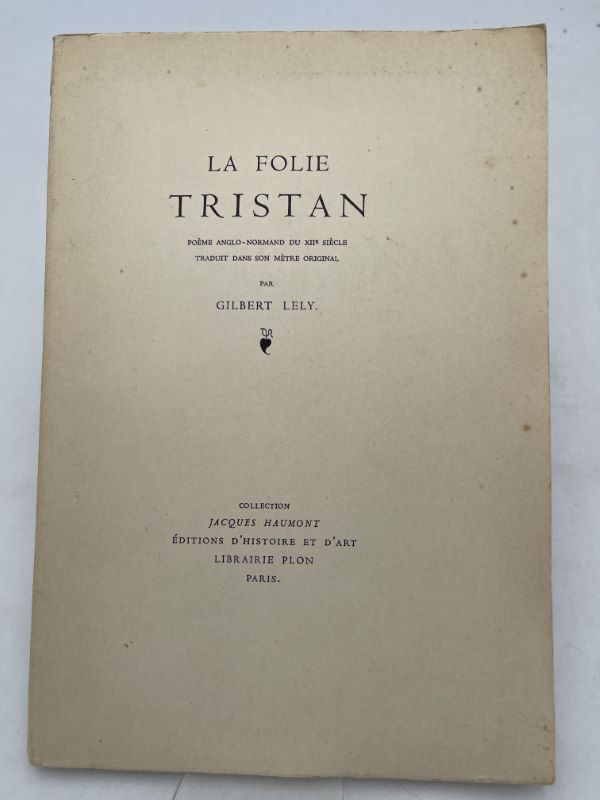 LA FOLIE
TRISTAN
POÈME ANGLO-NORMAND DU XIIe SIÈCLE
TRADUIT DANS SON MÈTRE ORIGINAL
PAR
GILBERT LELY.
COLLECTION
JACQUES HAUMONT
ÉDITIONS D'HISTOIRE ET D'ART
LIBRAIRIE PLON
PARIS.